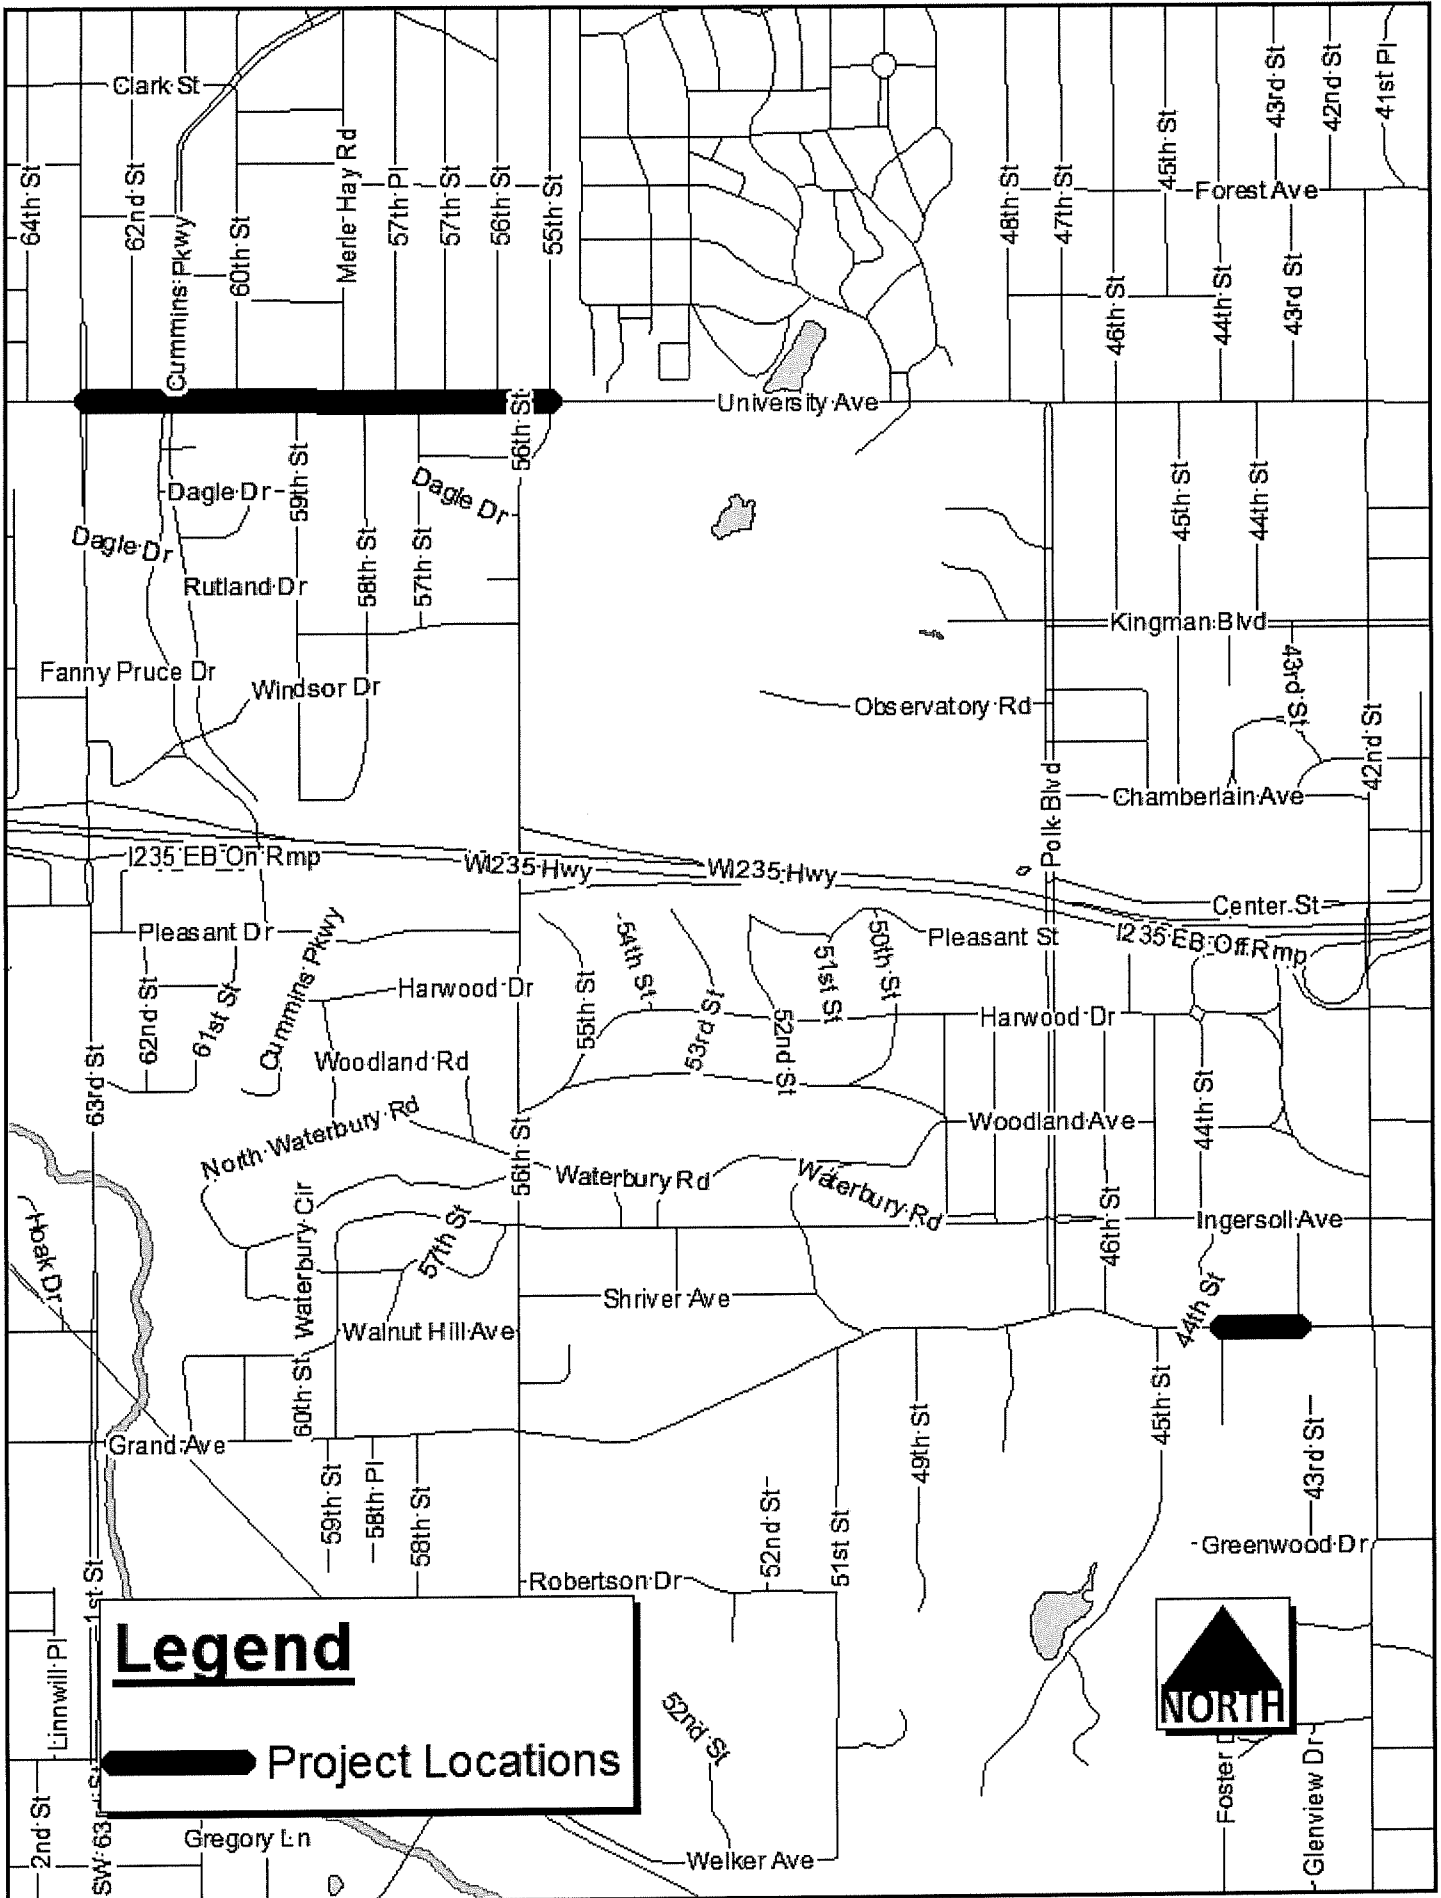 Clark St
64th St
62nd St
Cummins Pkwy
60th St
Merle Hay Rd
57th Pl
57th St
56th St
55th St
48th St
47th St
46th St
45th St
44th St
43rd St
43rd St
42nd St
41st Pl
Forest Ave
University Ave
56th St
Dagle Dr
59th St
Dagle Dr
Dagle Dr
Rutland Dr
58th St
57th St
45th St
44th St
Kingman Blvd
43rd St
Fanny Pruce Dr
Windsor Dr
Observatory Rd
42nd St
Polk Blvd
Chamberlain Ave
I235 EB On Rmp
WI235 Hwy
WI235 Hwy
Center St
Pleasant Dr
Cummins Pkwy
54th St
51st St
50th St
Pleasant St
I235 EB Off Rmp
62nd St
61st St
Harwood Dr
55th St
53rd St
52nd St
Harwood Dr
63rd St
Woodland Rd
44th St
North Waterbury Rd
56th St
Woodland Ave
Waterbury Rd
Waterbury Rd
Waterbury Cir
57th St
46th St
Ingersoll Ave
Hoak Dr
Shriver Ave
44th St
Walnut Hill Ave
60th St
45th St
Grand Ave
49th St
43rd St
59th St
58th Pl
58th St
52nd St
51st St
Greenwood Dr
Robertson Dr
1st St
Legend
Project Locations
Linnwill Pl
52nd St
NORTH
Foster D
Glenview Dr
2nd St
SW 63r
Gregory Ln
Welker Ave